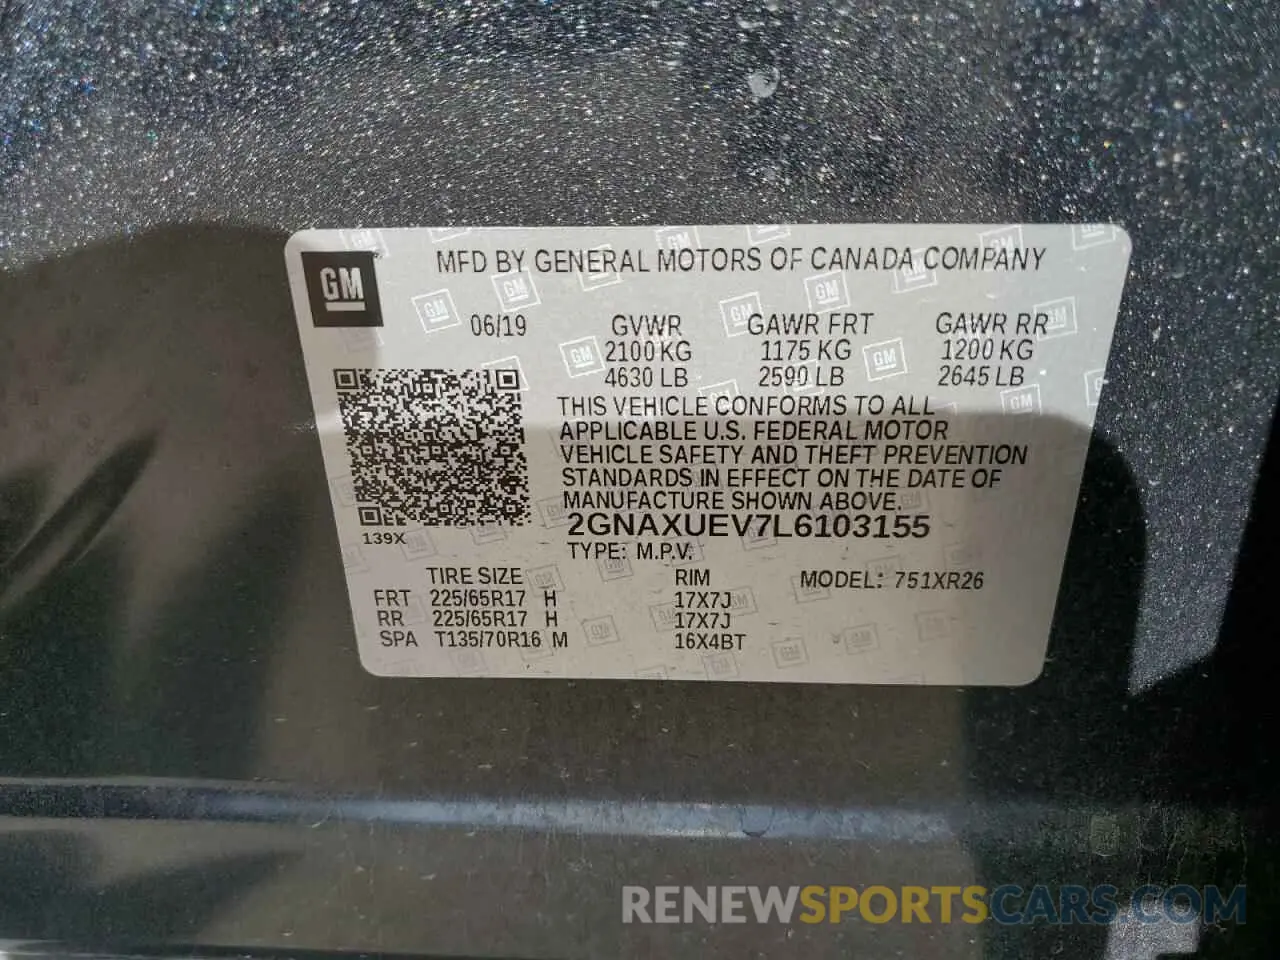 MFD BY GENERAL MOTORS OF CANADA COMPANY
GM
06/19 GVWR GAWR FRT GAWR RR
2100 KG 1175 KG 1200 KG
4630 LB 2590 LB 2645 LB
THIS VEHICLE CONFORMS TO ALL
APPLICABLE U.S. FEDERAL MOTOR
VEHICLE SAFETY AND THEFT PREVENTION
STANDARDS IN EFFECT ON THE DATE OF
MANUFACTURE SHOWN ABOVE.
2GNAXUEV7L6103155
139X
TYPE: M.P.V.
TIRE SIZE RIM MODEL: 751XR26
FRT 225/65R17 H 17X7J
RR 225/65R17 H 17X7J
SPA T135/70R16 M 16X4BT
RENEWSPORTSCARS.COM